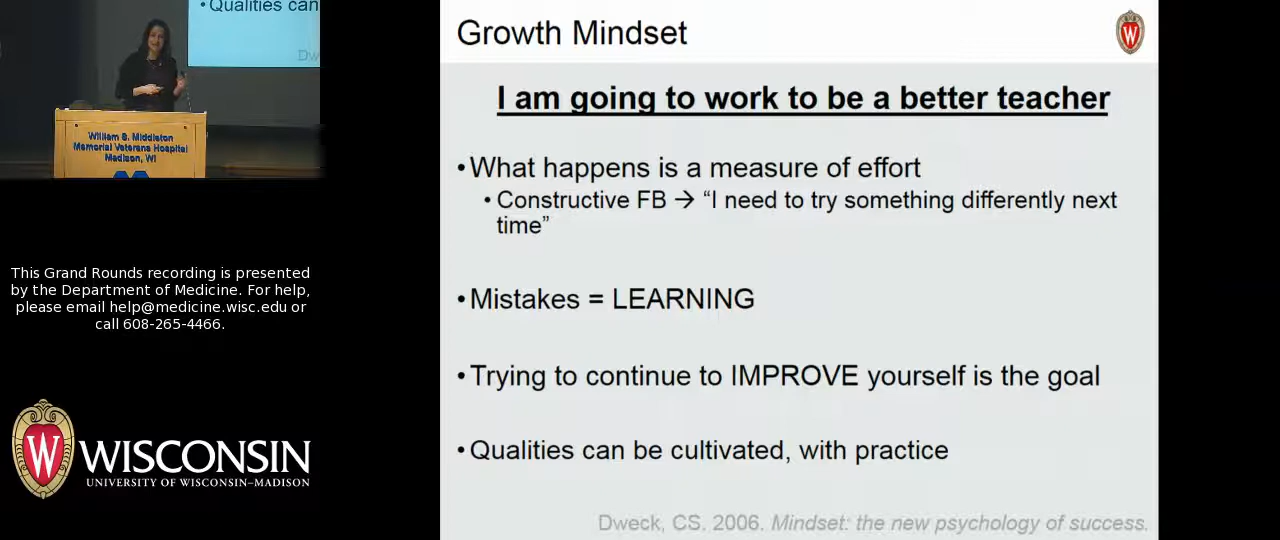 • Qualities can
Dw
William S. Middleton
Memorial Veterans Hospital
Madison, WI
This Grand Rounds recording is presented
by the Department of Medicine. For help,
please email help@medicine.wisc.edu or
call 608-265-4466.
W
WISCONSIN
UNIVERSITY OF WISCONSIN–MADISON
Growth Mindset
W
I am going to work to be a better teacher
• What happens is a measure of effort
• Constructive FB → “I need to try something differently next
time”
• Mistakes = LEARNING
• Trying to continue to IMPROVE yourself is the goal
• Qualities can be cultivated, with practice
Dweck, CS. 2006. Mindset: the new psychology of success.